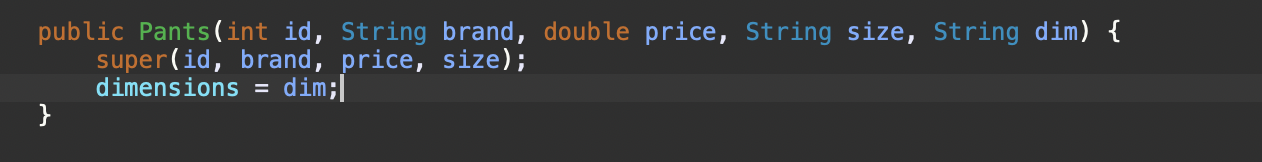 public Pants(int id, String brand, double price, String size, String dim) {
    super(id, brand, price, size);
    dimensions = dim;
}